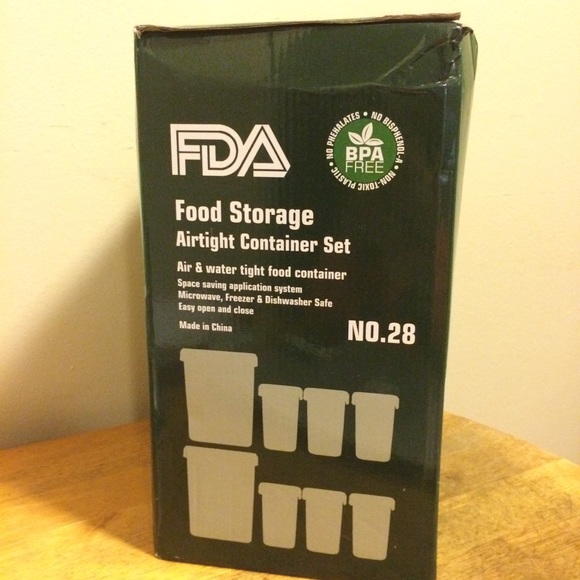 FDA
NO PHEHALATES • NO BISPHENOL-A • NON-TOXIC PLASTIC •
BPA
FREE
Food Storage
Airtight Container Set
Air & water tight food container
Space saving application system
Microwave, Freezer & Dishwasher Safe
Easy open and close
Made in China
NO.28